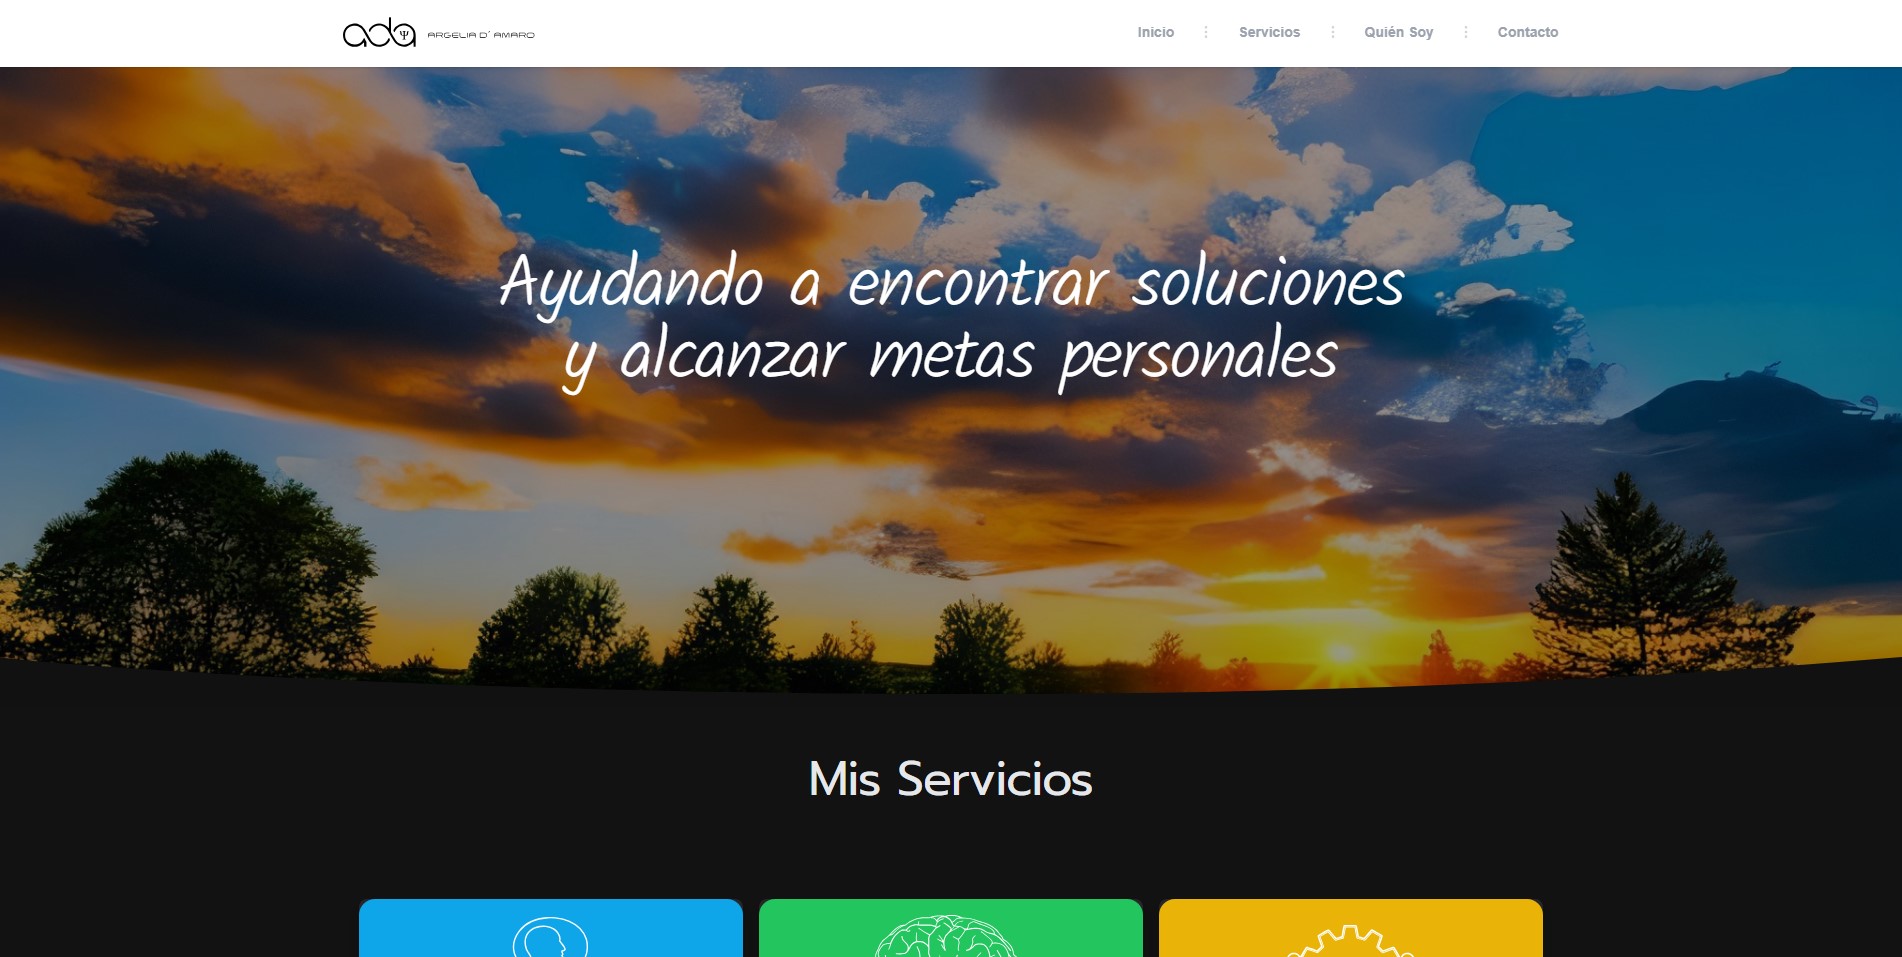 ada Ψ ARGELIA D' AMARO
Inicio
Servicios
Quién Soy
Contacto
Ayudando a encontrar soluciones
y alcanzar metas personales
Mis Servicios